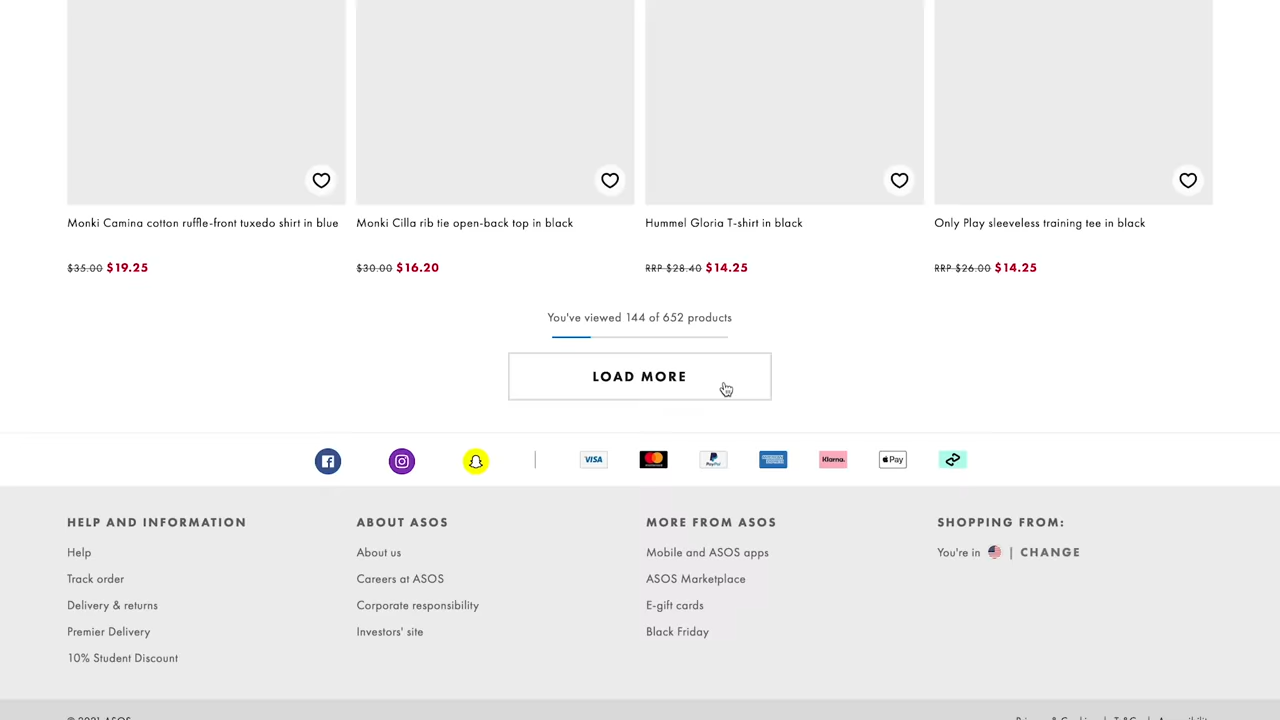 Monki Camina cotton ruffle-front tuxedo shirt in blue
Monki Cilla rib tie open-back top in black
Hummel Gloria T-shirt in black
Only Play sleeveless training tee in black
$35.00 $19.25
$30.00 $16.20
RRP $28.40 $14.25
RRP $26.00 $14.25
You've viewed 144 of 652 products
LOAD MORE
VISA
PayPal
Klarna.
Pay
HELP AND INFORMATION
Help
Track order
Delivery & returns
Premier Delivery
10% Student Discount
ABOUT ASOS
About us
Careers at ASOS
Corporate responsibility
Investors' site
MORE FROM ASOS
Mobile and ASOS apps
ASOS Marketplace
E-gift cards
Black Friday
SHOPPING FROM:
You're in | CHANGE
© 2021 ASOS